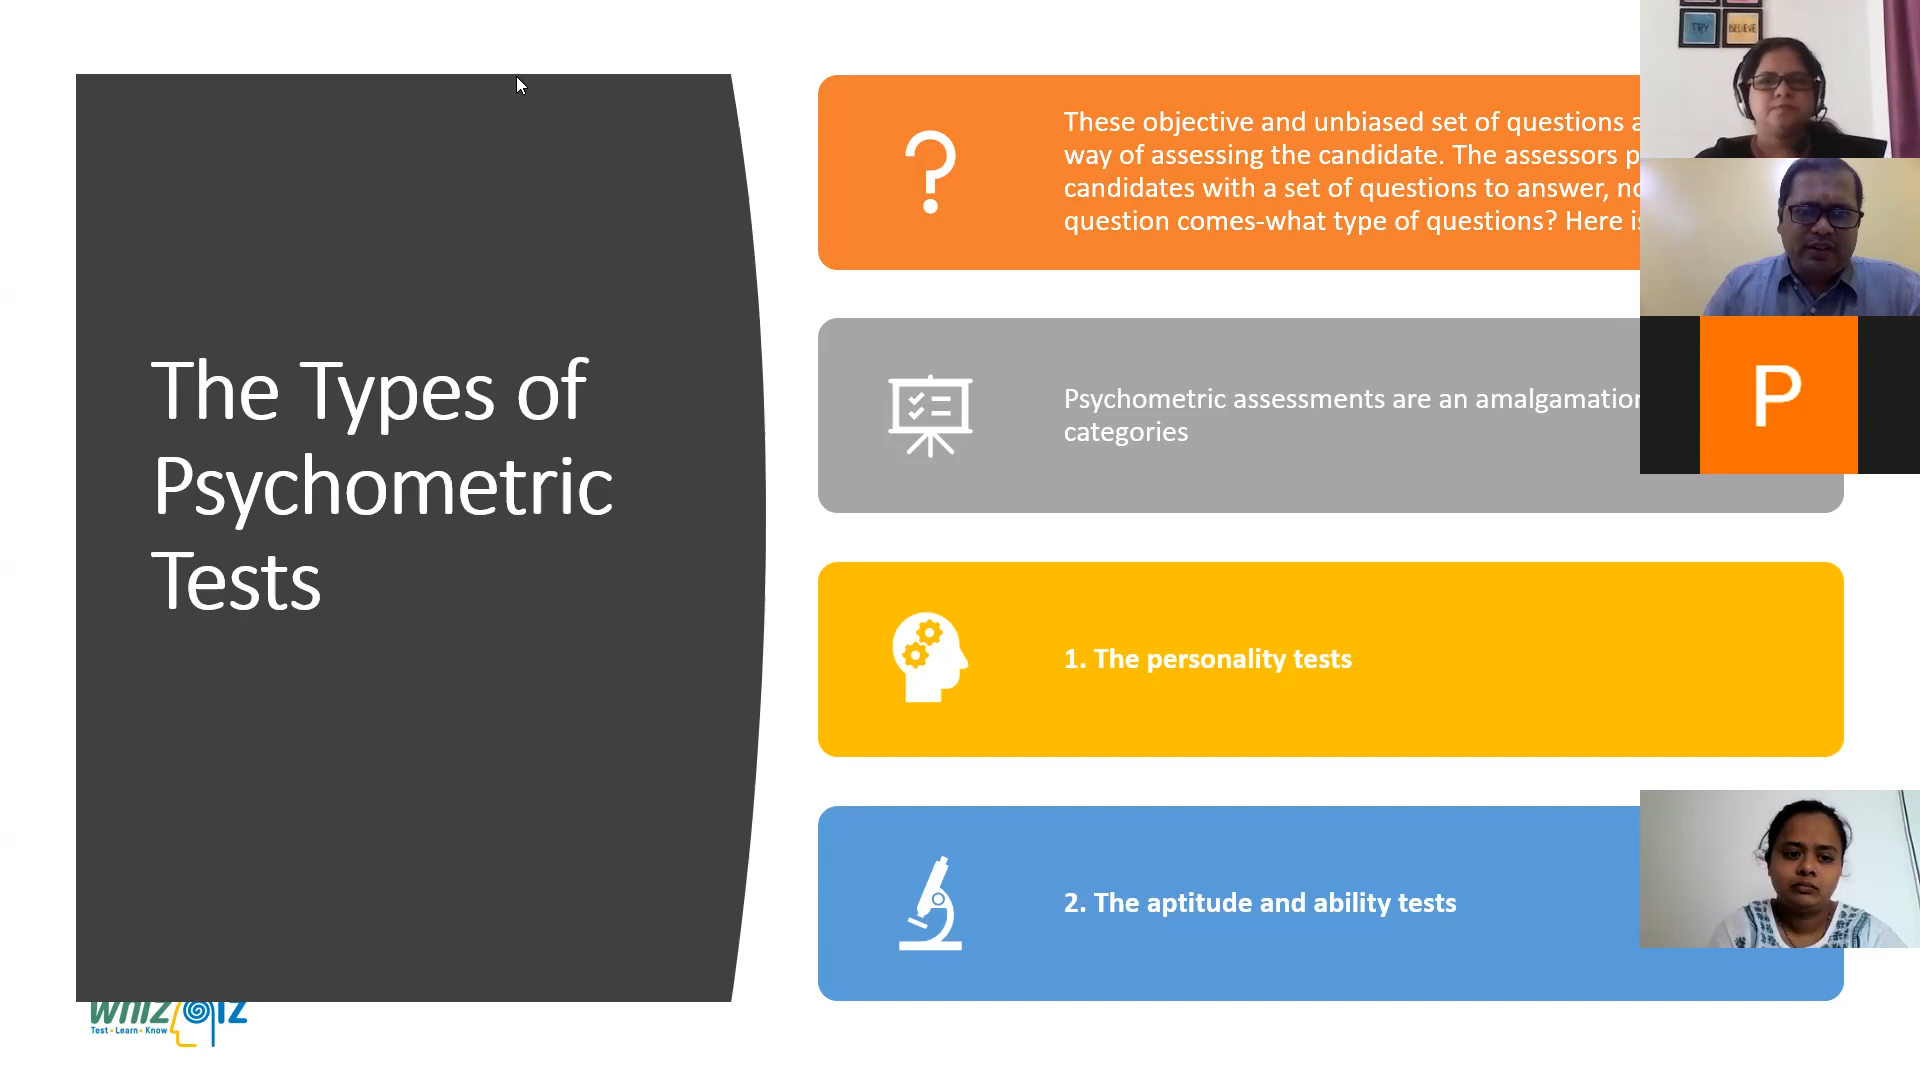 The Types of
Psychometric
Tests
These objective and unbiased set of questions
way of assessing the candidate. The assessors
candidates with a set of questions to answer,
question comes-what type of questions? Here
Psychometric assessments are an
categories
1. The personality tests
2. The aptitude and ability tests
TRY
BELIEVE
P
Test • Learn • Know